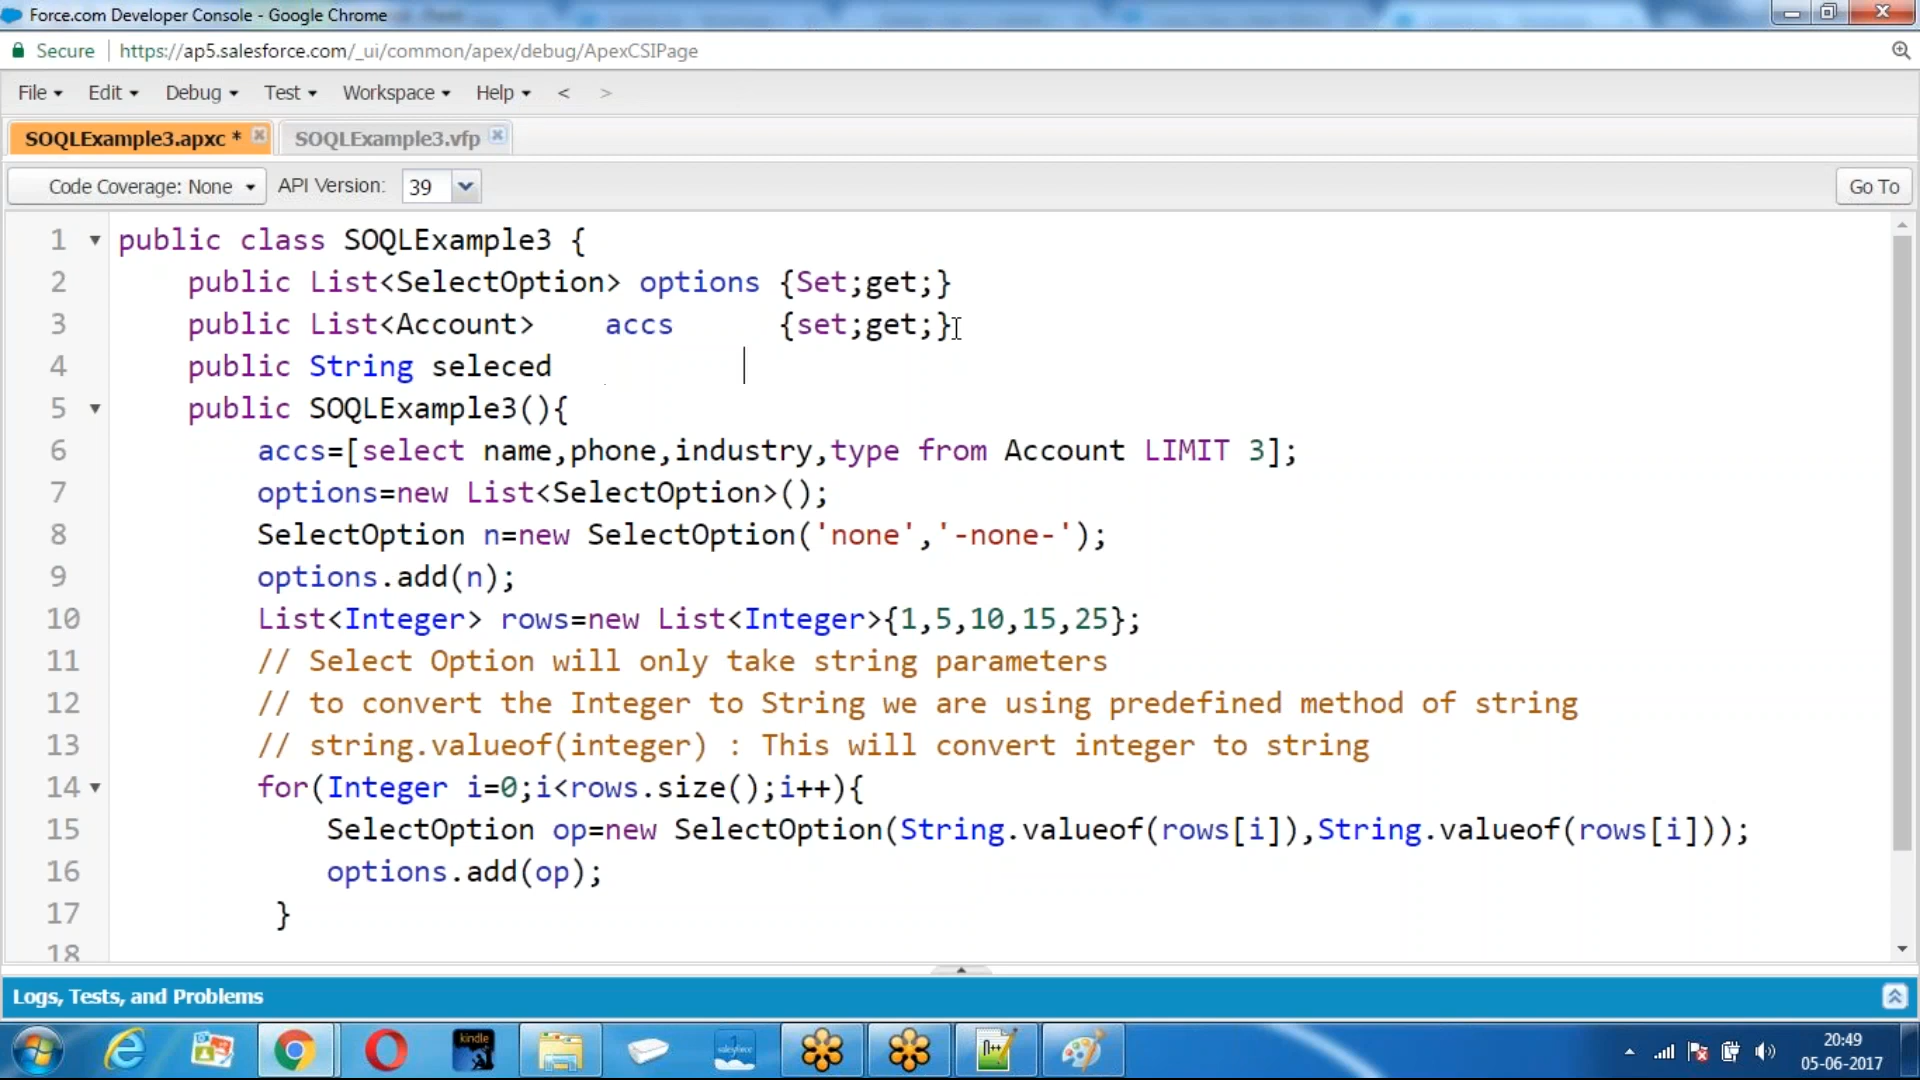 Force.com Developer Console - Google Chrome
Secure https://ap5.salesforce.com/_ui/common/apex/debug/ApexCSIPage
File Edit Debug Test Workspace Help < >
SOQLExample3.apxc * SOQLExample3.vfp
Code Coverage: None API Version: 39 Go To
1 public class SOQLExample3 {
2 public List<SelectOption> options {Set;get;}
3 public List<Account> accs {set;get;}
4 public String seleced
5 public SOQLExample3(){
6 accs=[select name,phone,industry,type from Account LIMIT 3];
7 options=new List<SelectOption>();
8 SelectOption n=new SelectOption('none','-none-');
9 options.add(n);
10 List<Integer> rows=new List<Integer>{1,5,10,15,25};
11 // Select Option will only take string parameters
12 // to convert the Integer to String we are using predefined method of string
13 // string.valueof(integer) : This will convert integer to string
14 for(Integer i=0;i<rows.size();i++){
15 SelectOption op=new SelectOption(String.valueof(rows[i]),String.valueof(rows[i]));
16 options.add(op);
17 }
18
Logs, Tests, and Problems
kindle
salesforce
N++
20:49
05-06-2017